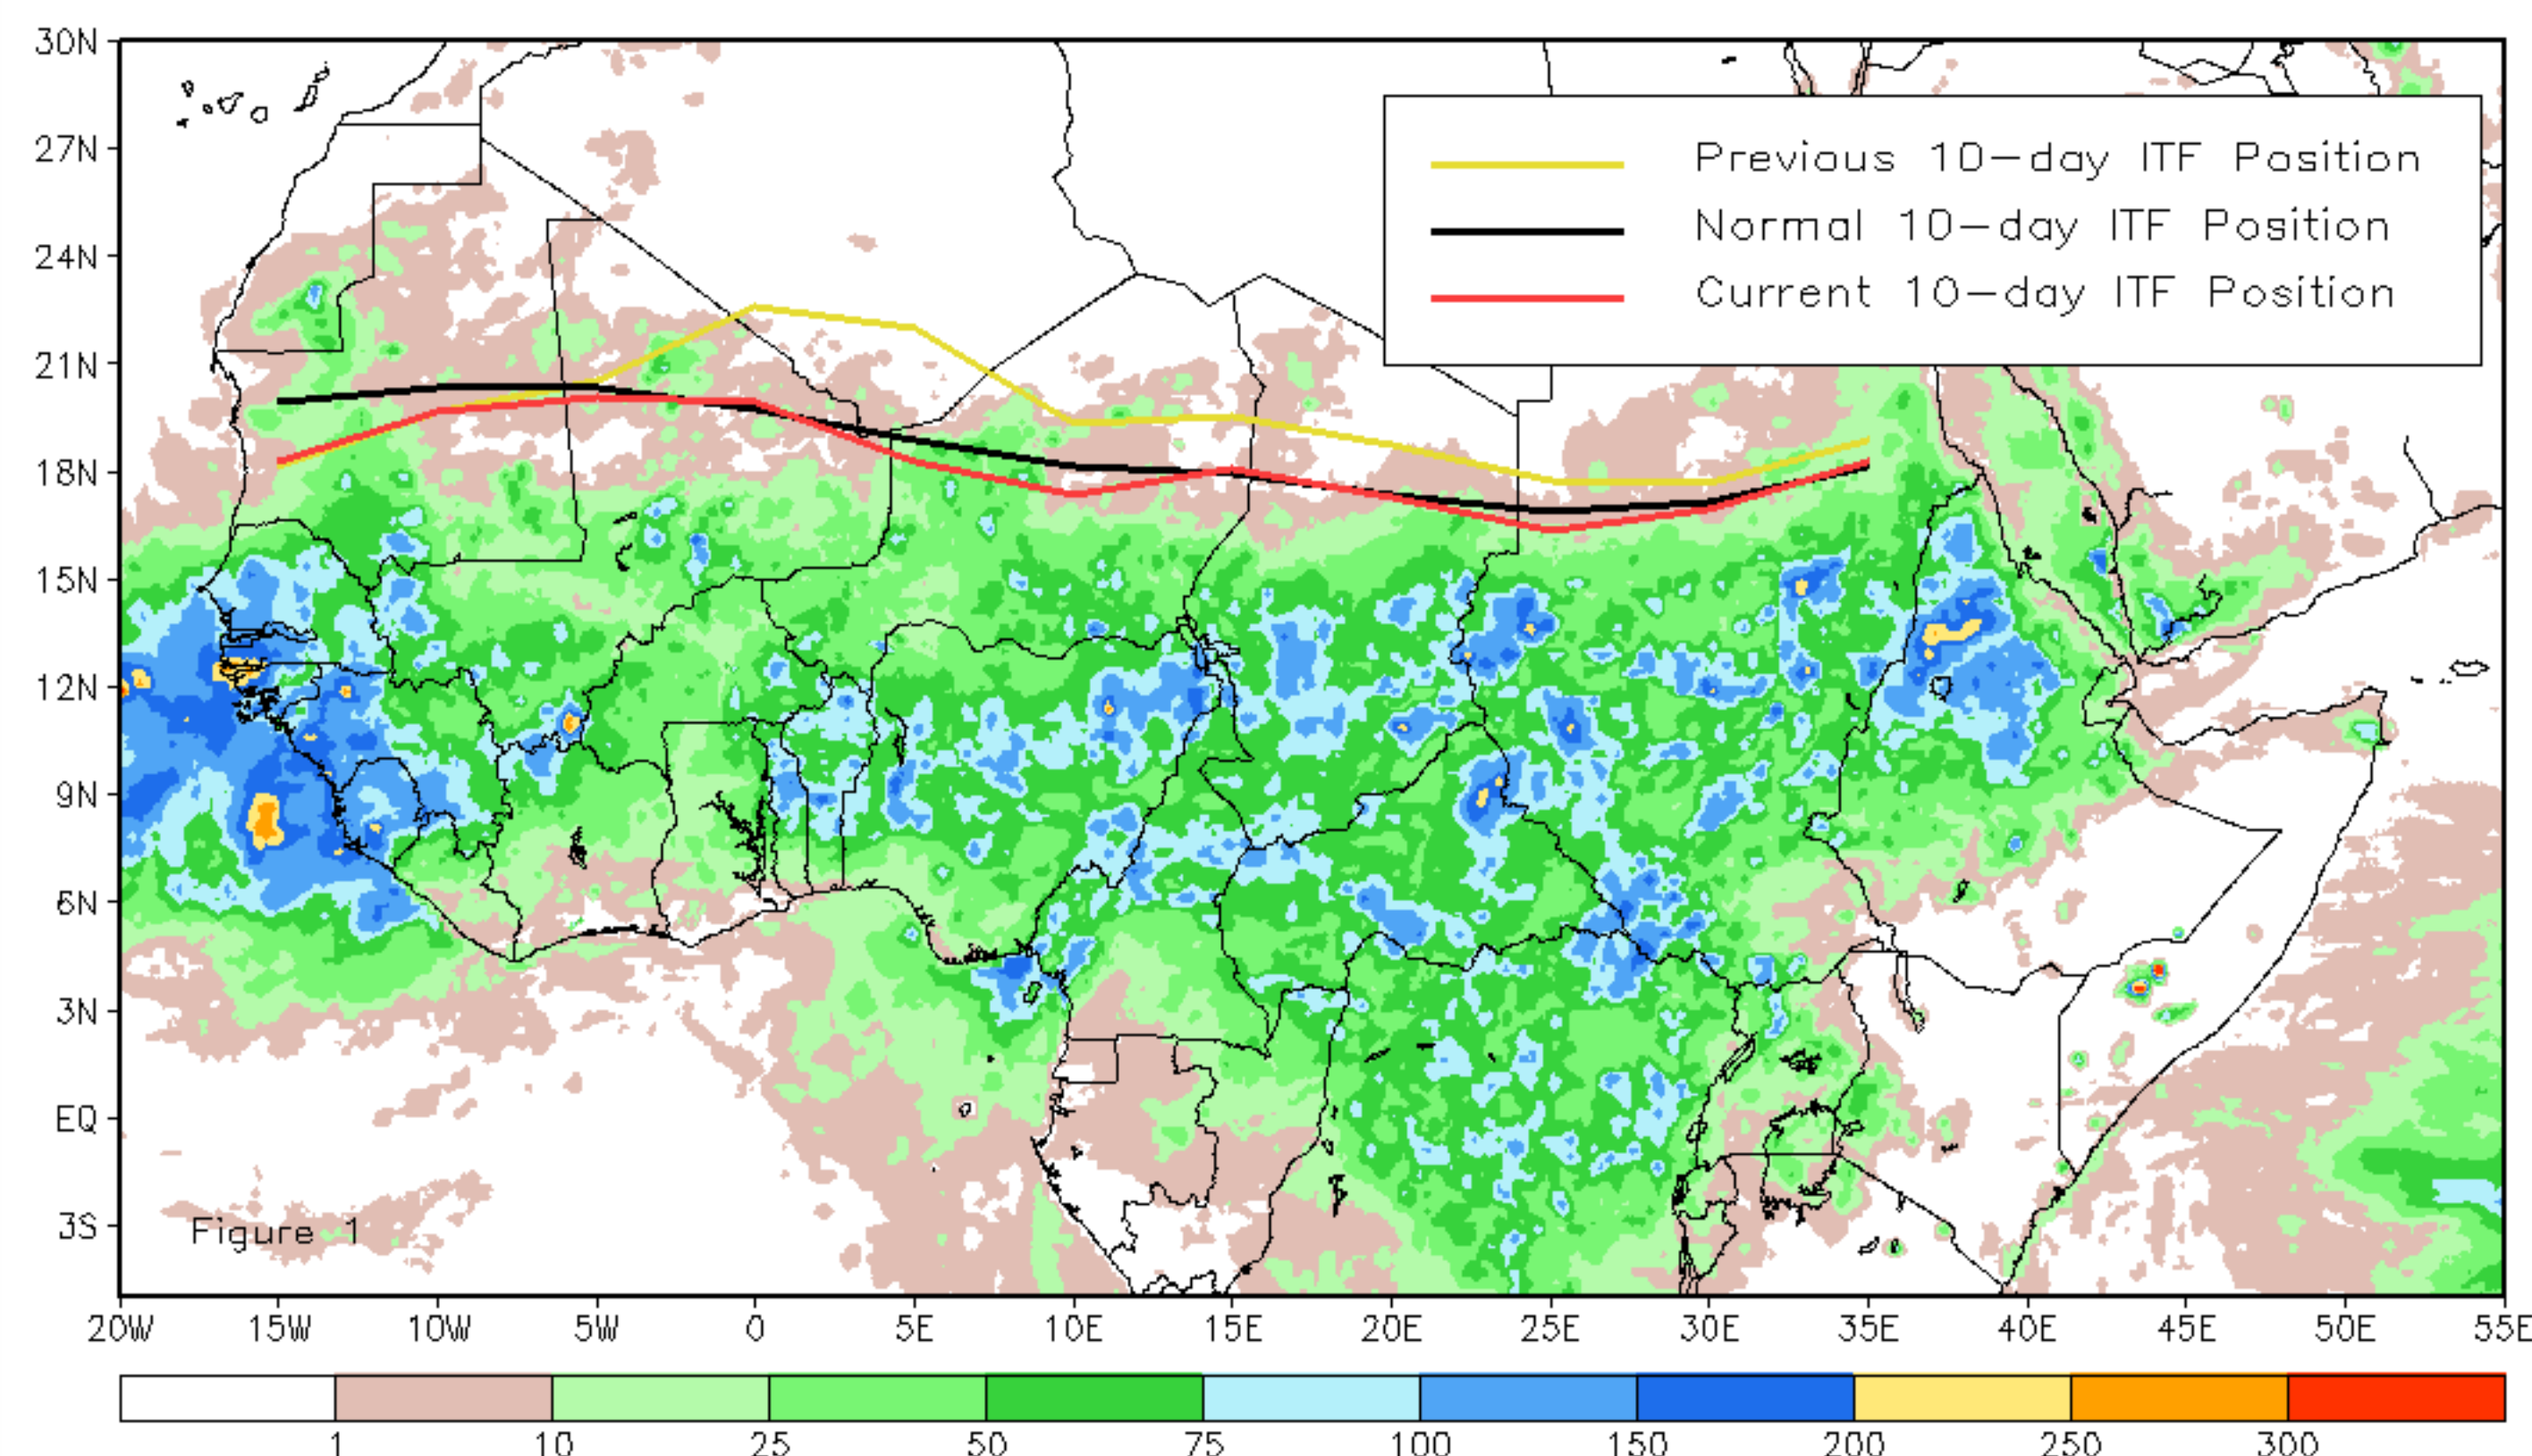 30N
27N
24N
21N
18N
15N
12N
9N
6N
3N
EQ
3S
Previous 10-day ITF Position
Normal 10-day ITF Position
Current 10-day ITF Position
Figure 1
20W 15W 10W 5W 0 5E 10E 15E 20E 25E 30E 35E 40E 45E 50E 55E
1 10 25 50 75 100 150 200 250 300